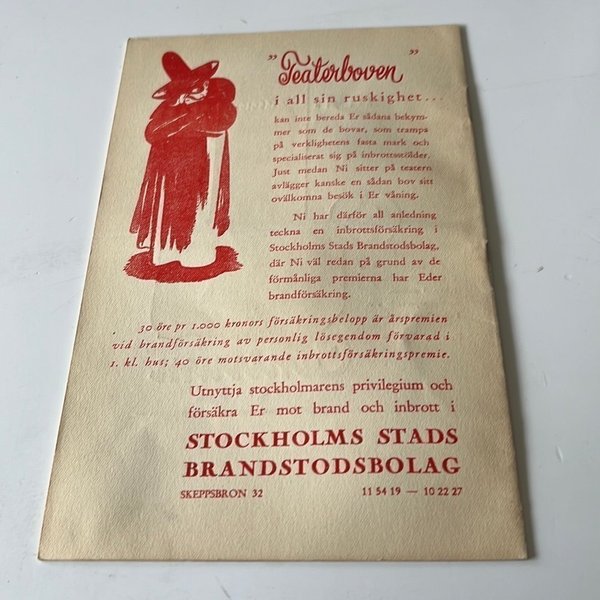 "Teaterboven"
i all sin ruskighet...
kan inte bereda Er sådana bekym-
mer som de bovar, som trampa
på verklighetens fasta mark och
specialiserat sig på inbrottsstölder.
Just medan Ni sitter på teatern
avlägger kanske en sådan bov sitt
ovälkomna besök i Er våning.
Ni har därför all anledning
teckna en inbrottsförsäkring i
Stockholms Stads Brandstodsbolag,
där Ni väl redan på grund av de
förmånliga premierna har Eder
brandförsäkring.
30 öre pr 1.000 kronors försäkringsbelopp är årspremien
vid brandförsäkring av personlig lösegendom förvarad i
1. kl. hus; 40 öre motsvarande inbrottsförsäkringspremie.
Utnyttja stockholmarens privilegium och
försäkra Er mot brand och inbrott i
STOCKHOLMS STADS
BRANDSTODSBOLAG
SKEPPSBRON 32 11 54 19 — 10 22 27